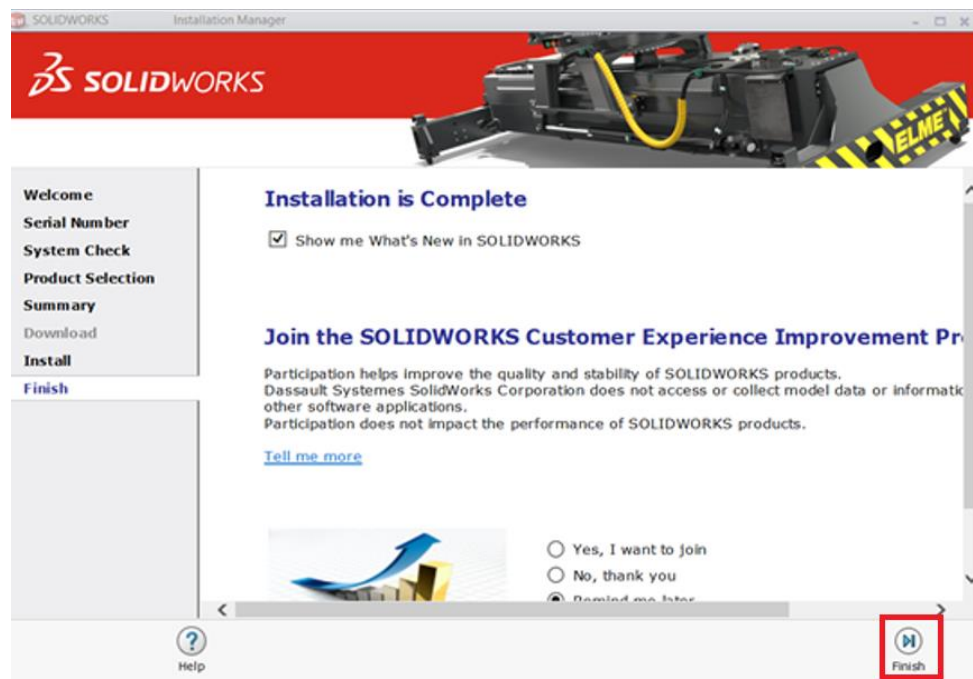 SOLIDWORKS Installation Manager
SOLIDWORKS
ELME
Welcome
Serial Number
System Check
Product Selection
Summary
Download
Install
Finish
Installation is Complete
Show me What's New in SOLIDWORKS
Join the SOLIDWORKS Customer Experience Improvement Pr
Participation helps improve the quality and stability of SOLIDWORKS products.
Dassault Systemes SolidWorks Corporation does not access or collect model data or informatic
other software applications.
Participation does not impact the performance of SOLIDWORKS products.
Tell me more
Yes, I want to join
No, thank you
Remind me later
Help
Finish